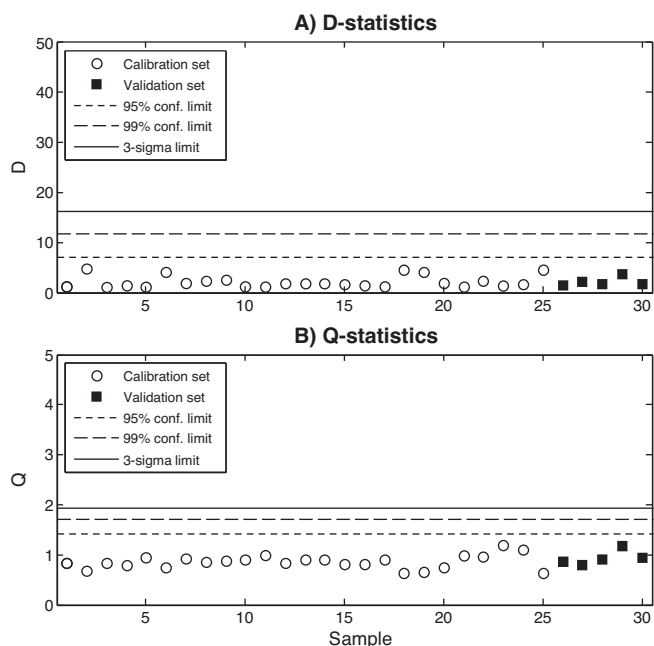 A) D-statistics
50
40
30
20
10
0
D
Calibration set
Validation set
95% conf. limit
99% conf. limit
3-sigma limit
5
10
15
20
25
30
B) Q-statistics
5
4
3
2
1
0
Q
Calibration set
Validation set
95% conf. limit
99% conf. limit
3-sigma limit
5
10
15
20
25
30
Sample